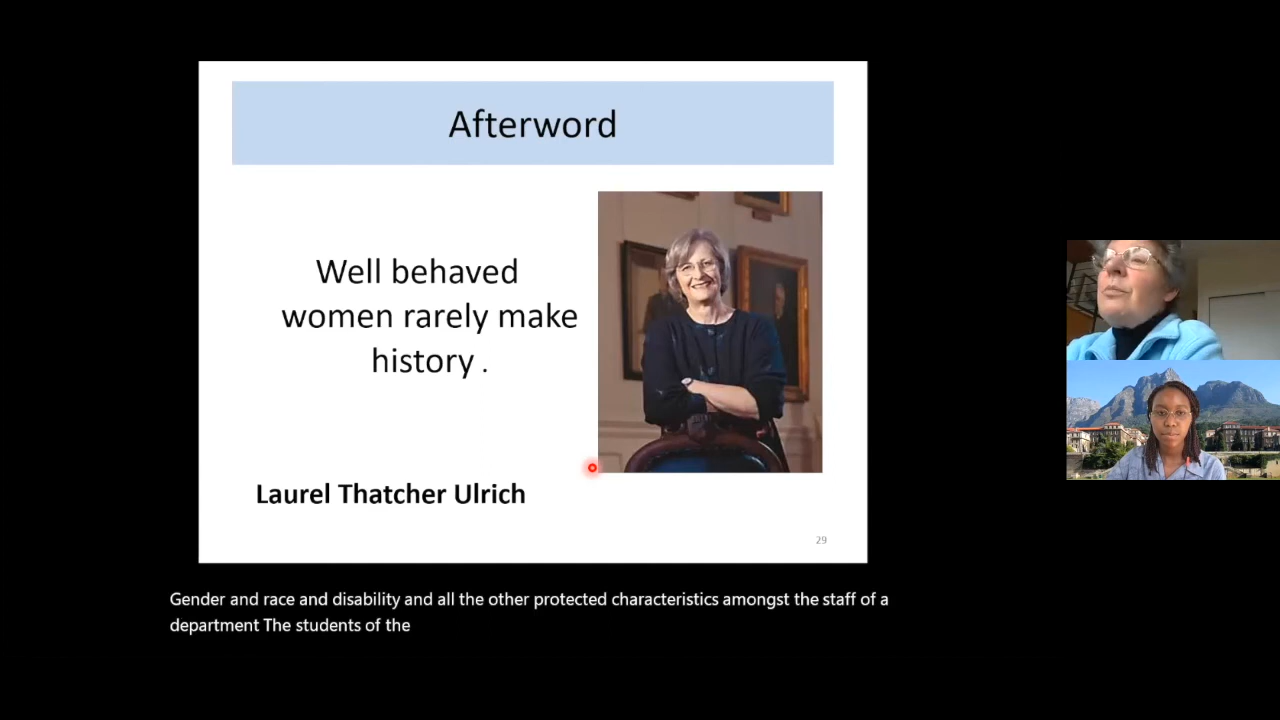 Afterword
Well behaved
women rarely make
history .
Laurel Thatcher Ulrich
29
Gender and race and disability and all the other protected characteristics amongst the staff of a
department The students of the